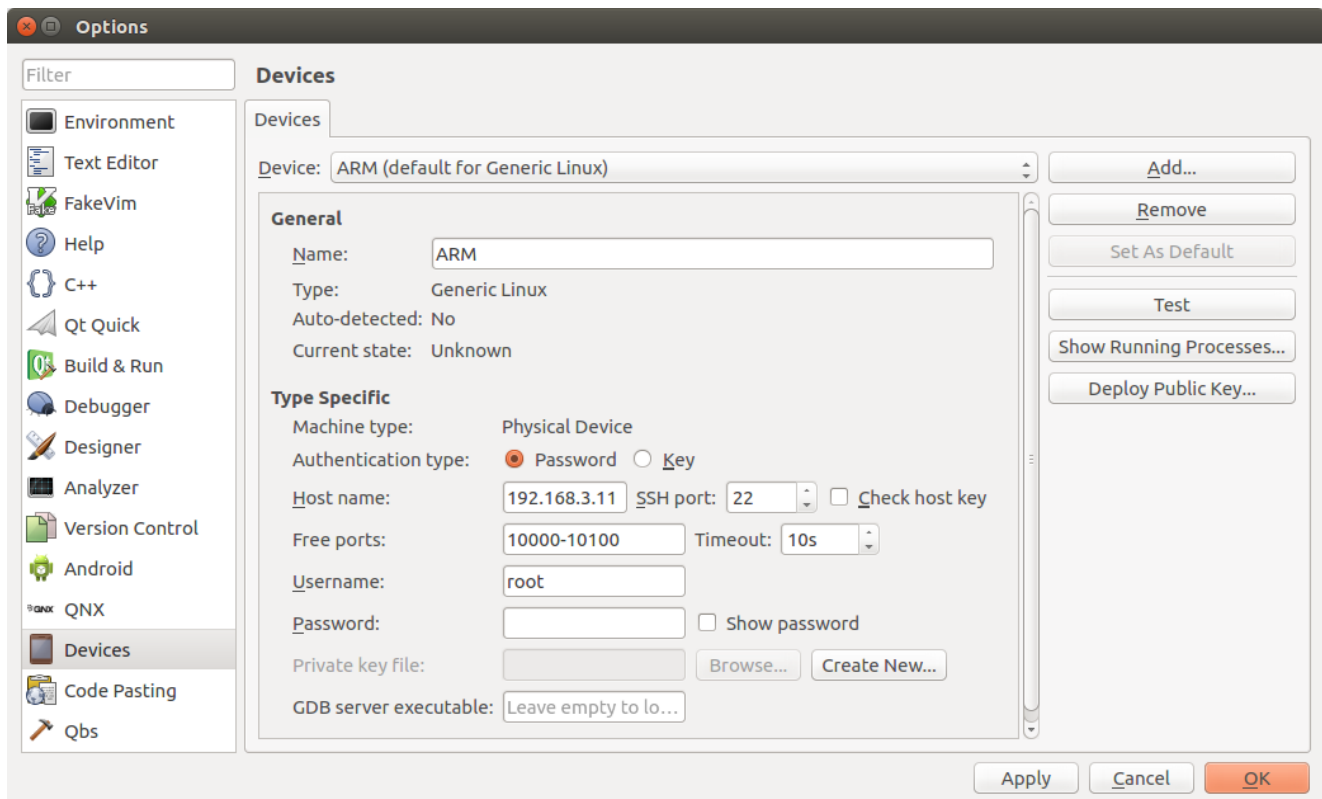 Options
Filter
Environment
Text Editor
FakeVim
Help
C++
Qt Quick
Build & Run
Debugger
Designer
Analyzer
Version Control
Android
QNX
Devices
Code Pasting
Qbs
Devices
Devices
Device: ARM (default for Generic Linux)
General
Name: ARM
Type: Generic Linux
Auto-detected: No
Current state: Unknown
Type Specific
Machine type: Physical Device
Authentication type: Password Key
Host name: 192.168.3.11 SSH port: 22 Check host key
Free ports: 10000-10100 Timeout: 10s
Username: root
Password: Show password
Private key file: Browse... Create New...
GDB server executable: Leave empty to lo...
Add...
Remove
Set As Default
Test
Show Running Processes...
Deploy Public Key...
Apply Cancel OK